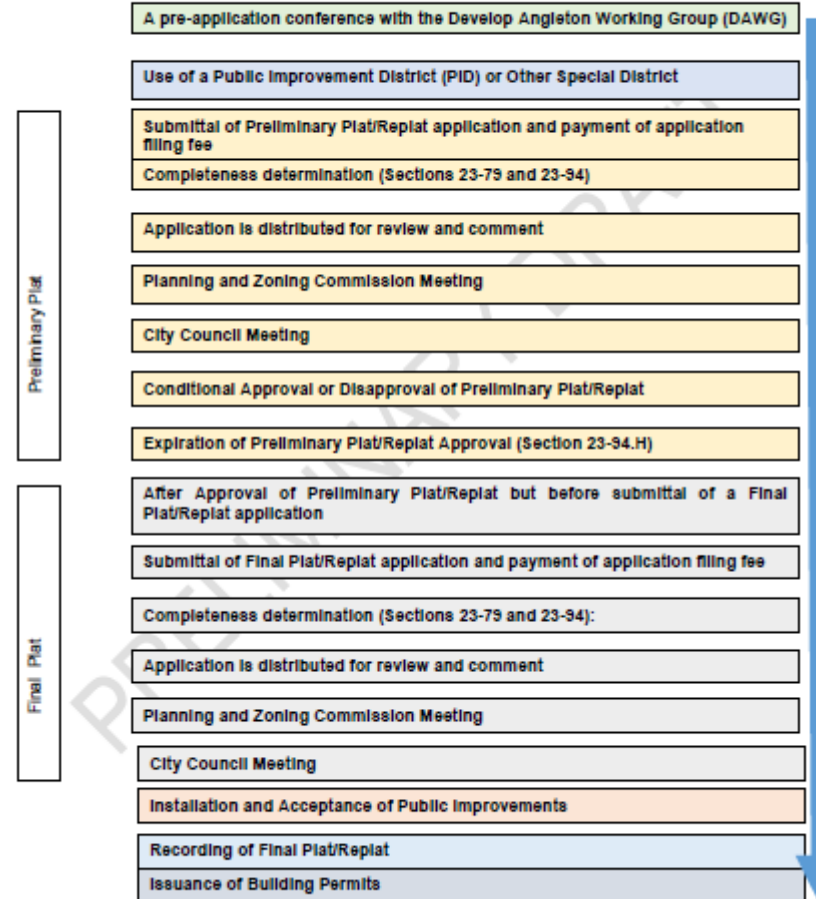 A pre-application conference with the Develop Angleton Working Group (DAWG)
Use of a Public Improvement District (PID) or Other Special District
Submittal of Preliminary Plat/Replat application and payment of application
filing fee
Completeness determination (Sections 23-79 and 23-94)
Application is distributed for review and comment
Planning and Zoning Commission Meeting
City Council Meeting
Conditional Approval or Disapproval of Preliminary Plat/Replat
Expiration of Preliminary Plat/Replat Approval (Section 23-94.H)
Preliminary Plat
After Approval of Preliminary Plat/Replat but before submittal of a Final
Plat/Replat application
Submittal of Final Plat/Replat application and payment of application filing fee
Completeness determination (Sections 23-79 and 23-94):
Application is distributed for review and comment
Planning and Zoning Commission Meeting
City Council Meeting
Final Plat
Installation and Acceptance of Public Improvements
Recording of Final Plat/Replat
Issuance of Building Permits
PRELIMINARY DRAFT